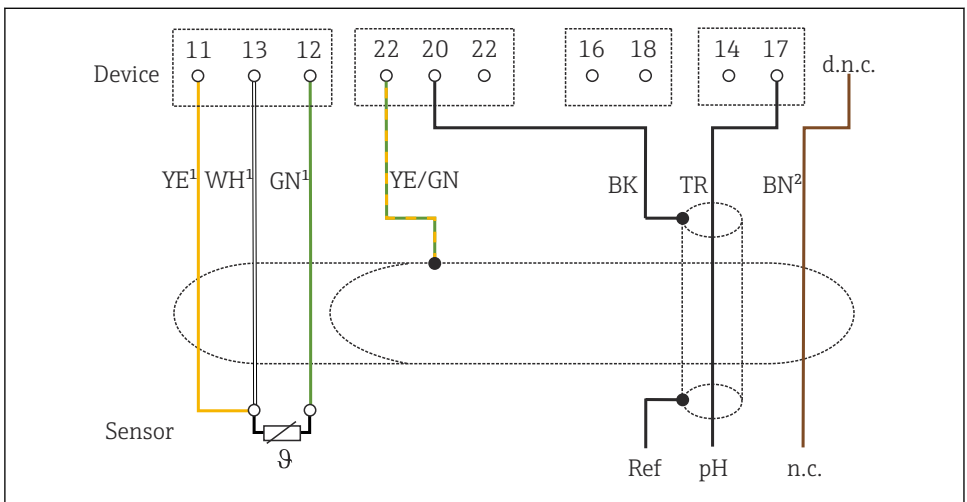 11 13 12 22 20 22 16 18 14 17
Device d.n.c.
YE¹ WH¹ GN¹ YE/GN BK TR BN²
Sensor
ϑ
Ref pH n.c.